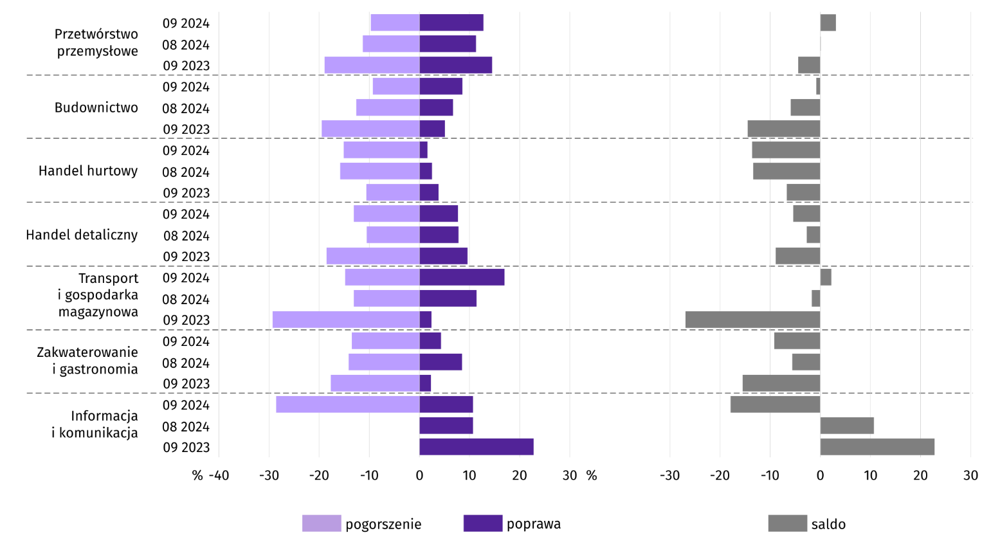 Przetwórstwo
przemysłowe
09 2024
08 2024
09 2023
Budownictwo
09 2024
08 2024
09 2023
Handel hurtowy
09 2024
08 2024
09 2023
Handel detaliczny
09 2024
08 2024
09 2023
Transport
i gospodarka
magazynowa
09 2024
08 2024
09 2023
Zakwaterowanie
i gastronomia
09 2024
08 2024
09 2023
Informacja
i komunikacja
09 2024
08 2024
09 2023
% -40 -30 -20 -10 0 10 20 30 % -30 -20 -10 0 10 20 30
pogorszenie poprawa saldo